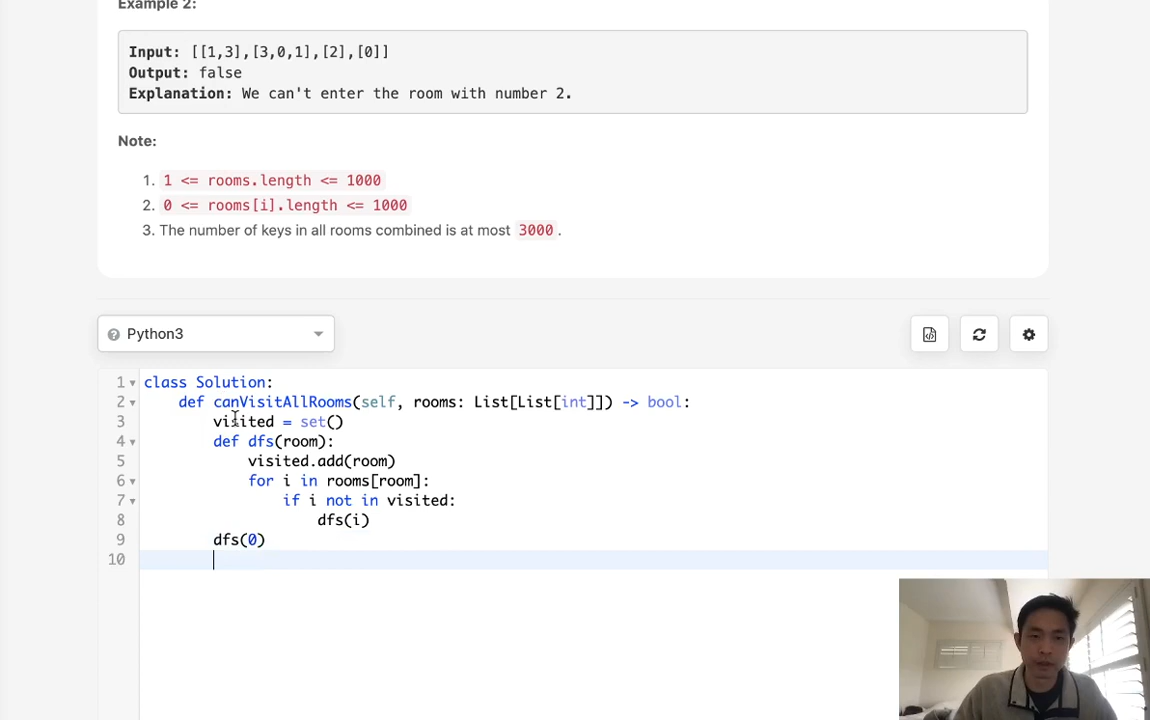 Example 2:
Input: [[1,3],[3,0,1],[2],[0]]
Output: false
Explanation: We can't enter the room with number 2.
Note:
1. 1 <= rooms.length <= 1000
2. 0 <= rooms[i].length <= 1000
3. The number of keys in all rooms combined is at most 3000.
Python3
1 class Solution:
2 def canVisitAllRooms(self, rooms: List[List[int]]) -> bool:
3 visited = set()
4 def dfs(room):
5 visited.add(room)
6 for i in rooms[room]:
7 if i not in visited:
8 dfs(i)
9 dfs(0)
10